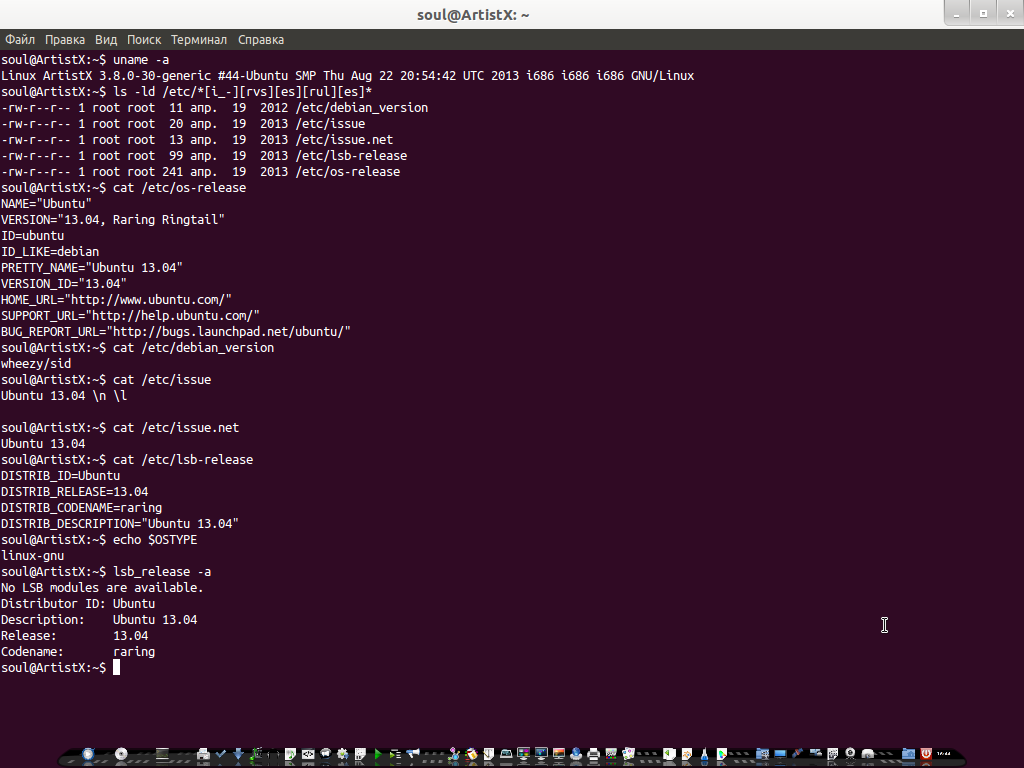 soul@ArtistX: ~
Файл Правка Вид Поиск Терминал Справка
soul@ArtistX:~$ uname -a
Linux ArtistX 3.8.0-30-generic #44-Ubuntu SMP Thu Aug 22 20:54:42 UTC 2013 i686 i686 i686 GNU/Linux
soul@ArtistX:~$ ls -ld /etc/*[i_-][rvs][es][rul][es]*
-rw-r--r-- 1 root root  11 апр.  19  2012 /etc/debian_version
-rw-r--r-- 1 root root  20 апр.  19  2013 /etc/issue
-rw-r--r-- 1 root root  13 апр.  19  2013 /etc/issue.net
-rw-r--r-- 1 root root  99 апр.  19  2013 /etc/lsb-release
-rw-r--r-- 1 root root 241 апр.  19  2013 /etc/os-release
soul@ArtistX:~$ cat /etc/os-release
NAME="Ubuntu"
VERSION="13.04, Raring Ringtail"
ID=ubuntu
ID_LIKE=debian
PRETTY_NAME="Ubuntu 13.04"
VERSION_ID="13.04"
HOME_URL="http://www.ubuntu.com/"
SUPPORT_URL="http://help.ubuntu.com/"
BUG_REPORT_URL="http://bugs.launchpad.net/ubuntu/"
soul@ArtistX:~$ cat /etc/debian_version
wheezy/sid
soul@ArtistX:~$ cat /etc/issue
Ubuntu 13.04 \n \l
soul@ArtistX:~$ cat /etc/issue.net
Ubuntu 13.04
soul@ArtistX:~$ cat /etc/lsb-release
DISTRIB_ID=Ubuntu
DISTRIB_RELEASE=13.04
DISTRIB_CODENAME=raring
DISTRIB_DESCRIPTION="Ubuntu 13.04"
soul@ArtistX:~$ echo $OSTYPE
linux-gnu
soul@ArtistX:~$ lsb_release -a
No LSB modules are available.
Distributor ID: Ubuntu
Description:    Ubuntu 13.04
Release:        13.04
Codename:       raring
soul@ArtistX:~$